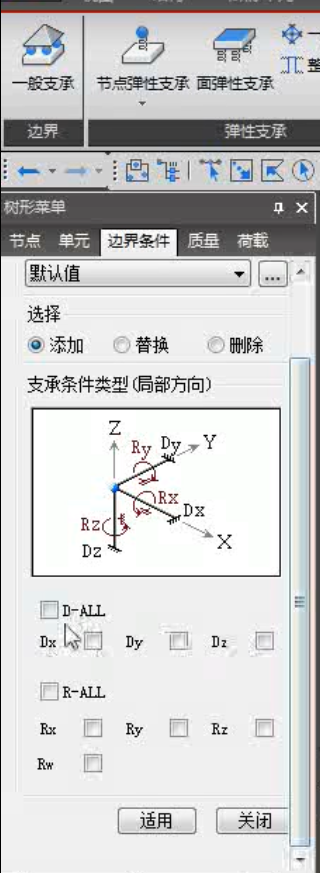 一般支承
节点弹性支承 面弹性支承
整
边界
弹性支承
树形菜单
节点 单元 边界条件 质量 荷载
默认值
...
选择
添加 替换 删除
支承条件类型(局部方向)
Z
Ry Dy Y
Rx
Dx
Rz
Dz
X
D-ALL
Dx Dy Dz
R-ALL
Rx Ry Rz
Rw
适用 关闭